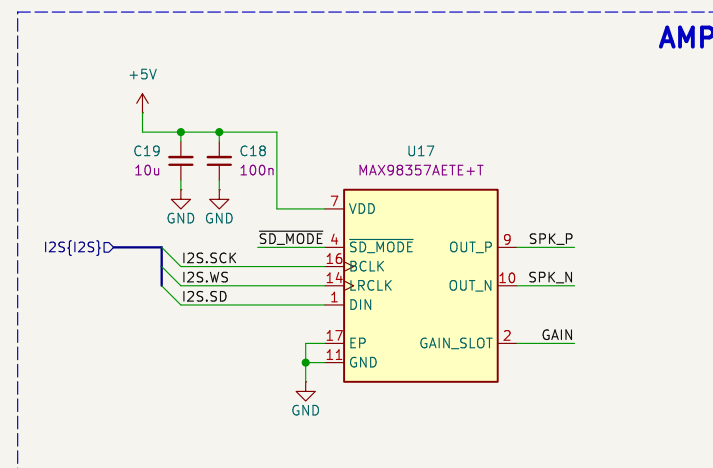 AMP
+5V
C19
10u
C18
100n
GND
GND
U17
MAX98357AETE+T
7
VDD
SD_MODE
4
SD_MODE
I2S{I2S}
I2S.SCK
16
BCLK
I2S.WS
14
LRCLK
I2S.SD
1
DIN
17
EP
11
GND
GND
OUT_P
9
SPK_P
OUT_N
10
SPK_N
GAIN_SLOT
2
GAIN